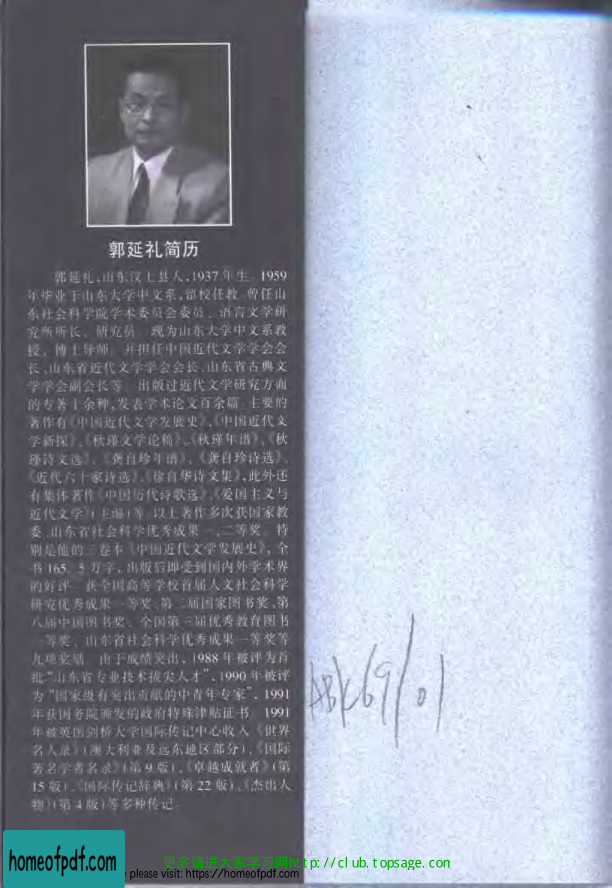 郭延礼简历
郭延礼,山东汶上县人,1937年生。1959
年毕业于山东大学中文系,留校任教。曾任山
东社会科学院学术委员会委员、语言文学研
究所所长、研究员。现为山东大学中文系教
授、博士导师。并担任中国近代文学学会会
长、山东省近代文学学会会长、山东省古典文
学学会副会长等。出版过近代文学研究方面
的专著十余种,发表学术论文百余篇。主要的
著作有《中国近代文学发展史》、《中国近代文
学新探》、《秋瑾文学论稿》、《秋瑾年谱》、《秋
瑾诗文选》、《龚自珍年谱》、《龚自珍诗选》、
《近代六十家诗选》、《徐自华诗文集》,此外还
有集体著作《中国历代诗歌选》、《爱国主义与
近代文学》(主编)等。以上著作多次获国家教
委、山东省社会科学优秀成果一、二等奖。特
别是他的三卷本《中国近代文学发展史》,全
书165.5万字,出版后即受到国内外学术界
的好评。获全国高等学校首届人文社会科学
研究优秀成果一等奖、第二届国家图书奖、第
八届中国图书奖、全国第三届优秀教育图书
一等奖、山东省社会科学优秀成果一等奖等
九项奖励。由于成绩突出,1988年被评为首
批“山东省专业技术拔尖人才”,1990年被评
为“国家级有突出贡献的中青年专家”,1991
年获国务院颁发的政府特殊津贴证书。1991
年被英国剑桥大学国际传记中心收入《世界
名人录》(澳大利亚及远东地区部分)、《国际
著名学者名录》(第9版)、《卓越成就者》(第
15版)、《国际传记辞典》(第22版)、《杰出人
物》(第4版)等多种传记。
69/01
更多请进大家学习网http://club.topsage.com
homeofpdf.com
please visit: https://homeofpdf.com